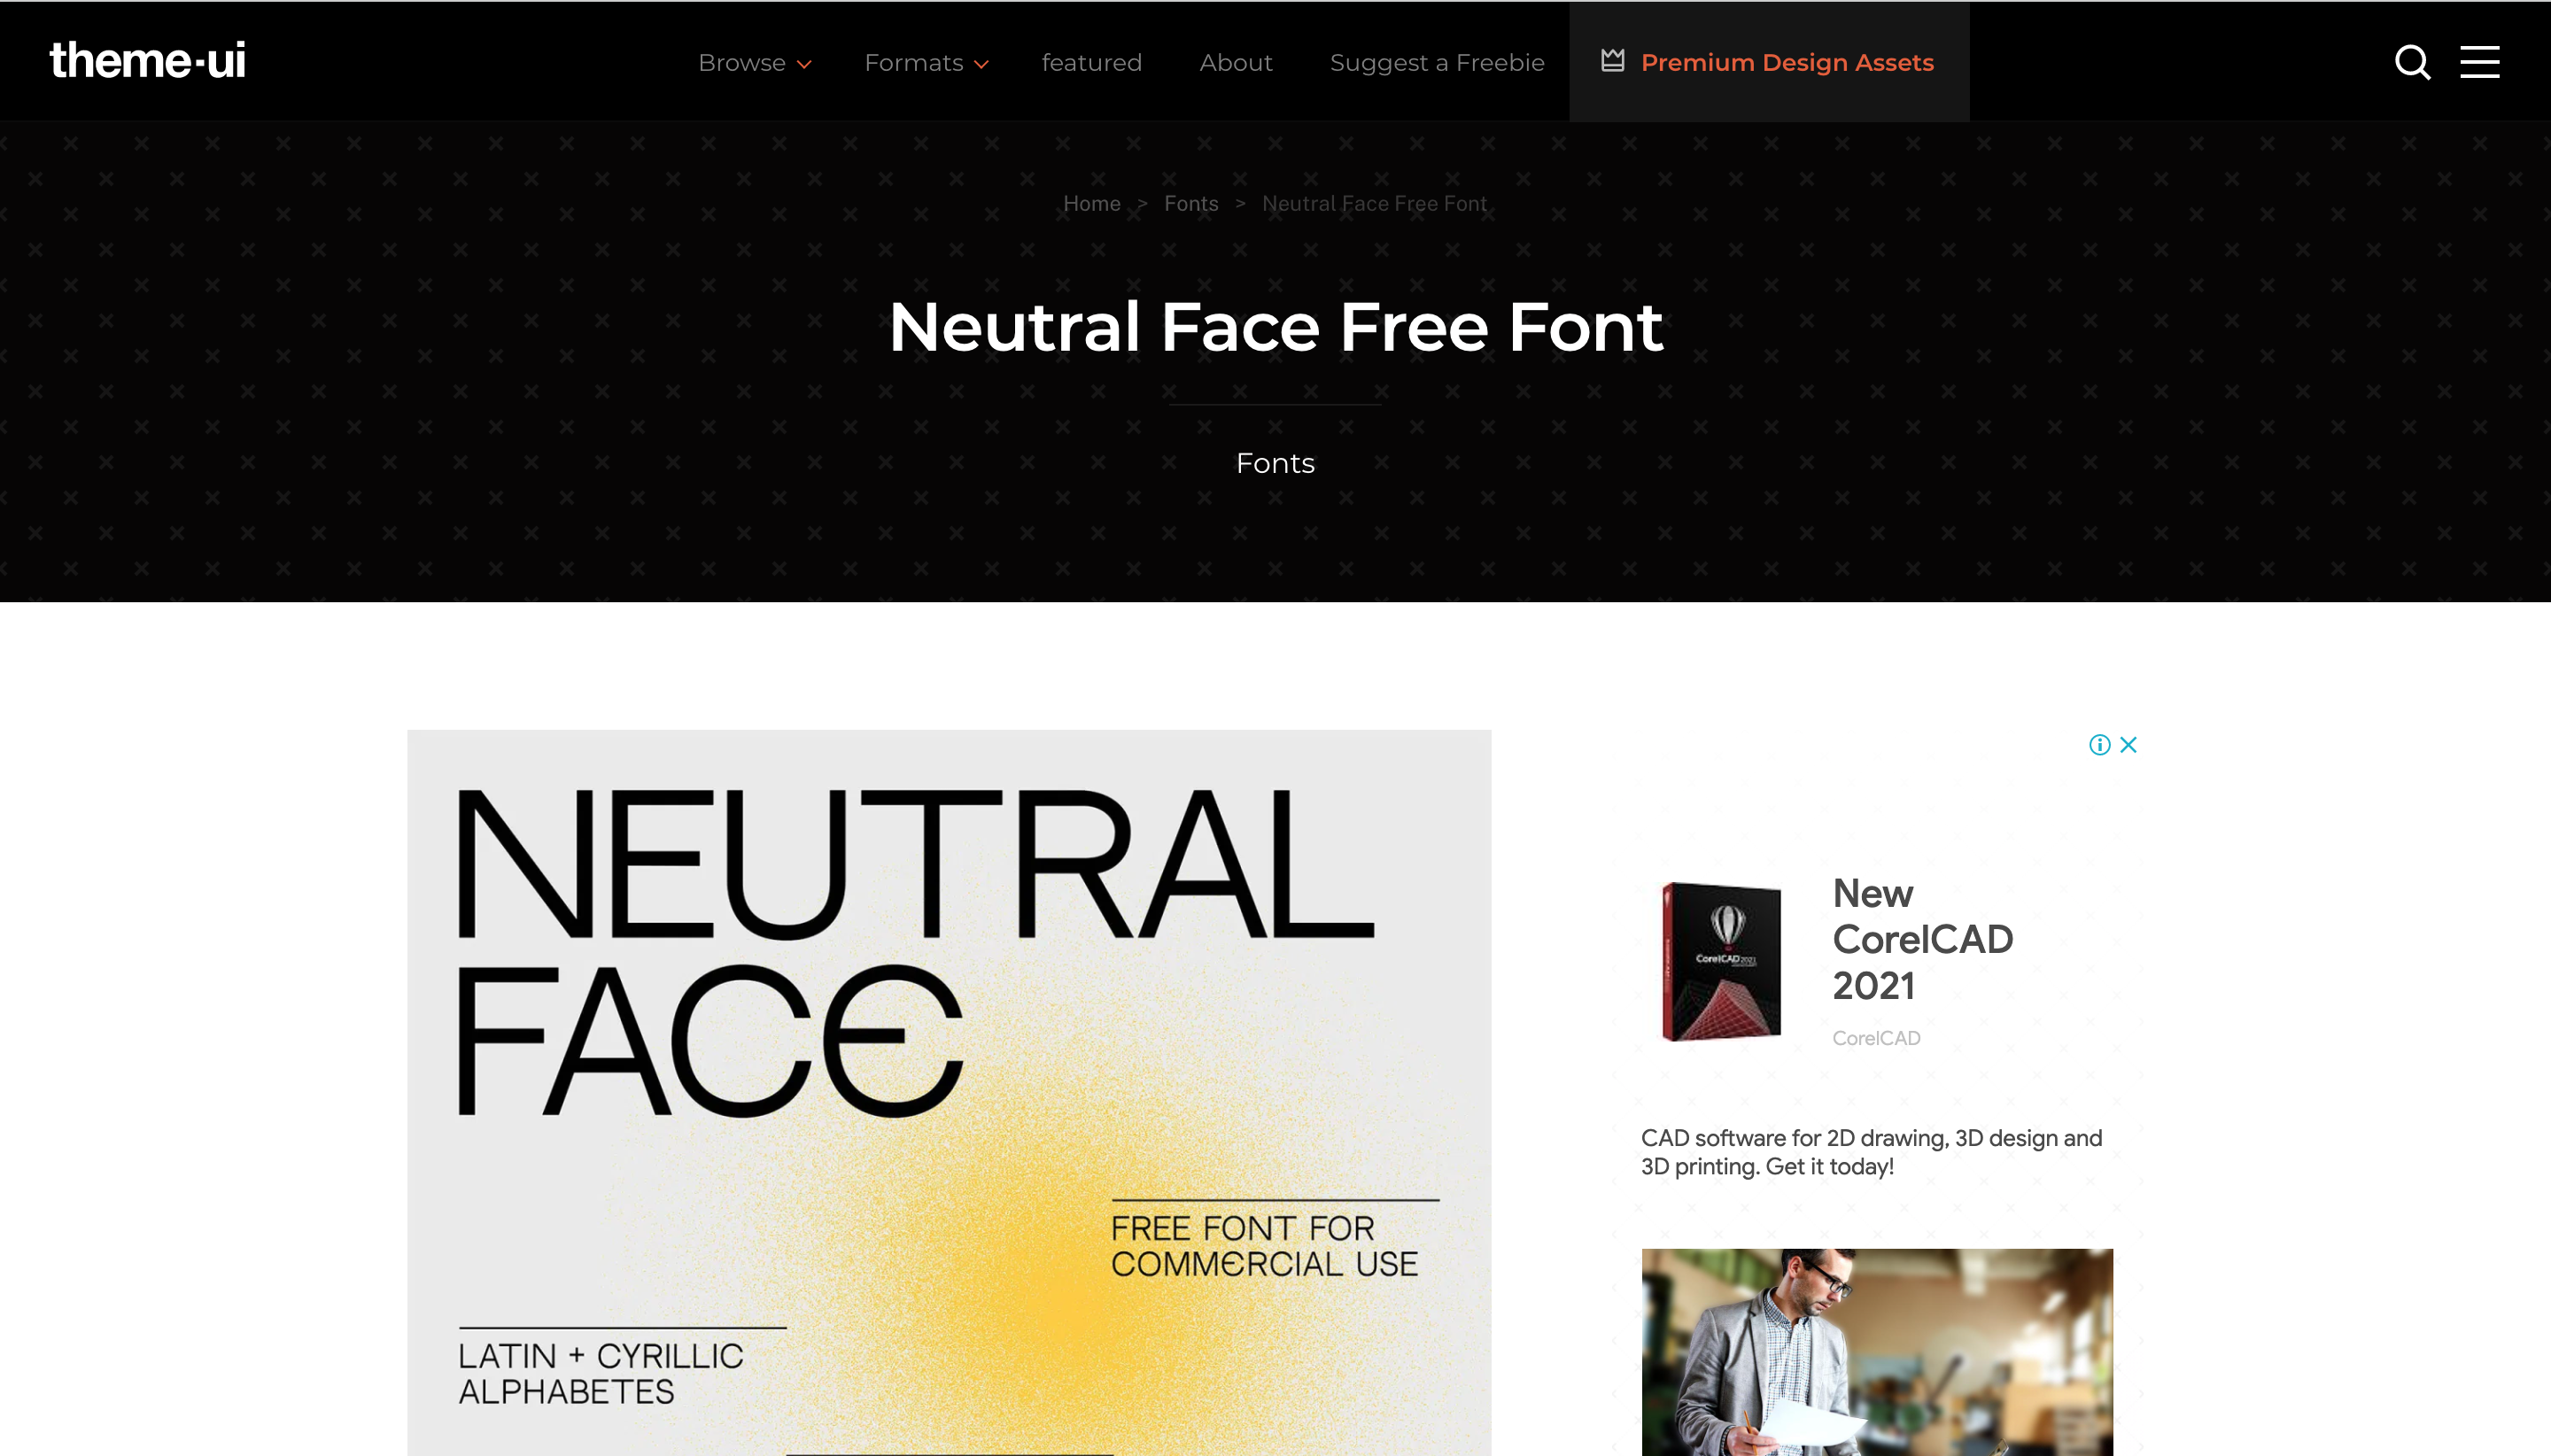 theme·ui
Browse
Formats
featured
About
Suggest a Freebie
Premium Design Assets
Home > Fonts > Neutral Face Free Font
Neutral Face Free Font
Fonts
NEUTRAL
FACE
FREE FONT FOR
COMMERCIAL USE
LATIN + CYRILLIC
ALPHABETES
New
CorelCAD
2021
CorelCAD
CorelCAD 2021
CAD software for 2D drawing, 3D design and
3D printing. Get it today!